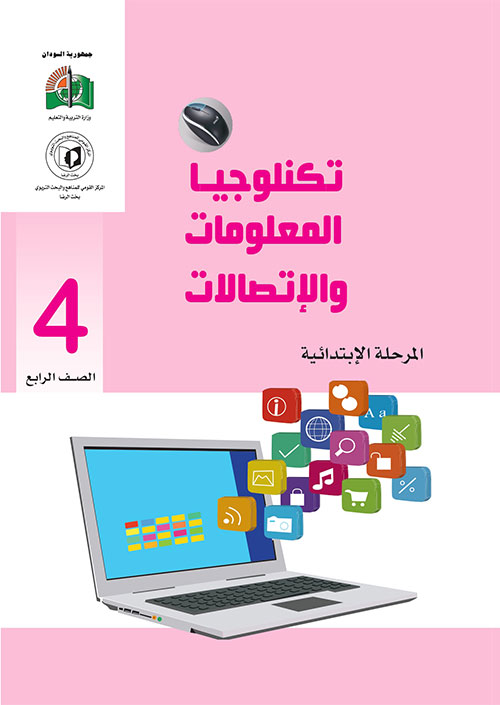 جمهورية السودان
وزارة التربية والتعليم
المركز القومي للمناهج والبحث التربوي
بخت الرضا
تكنلوجيا
المعلومات
والإتصالات
4
المرحلة الإبتدائية
الصف الرابع
A a